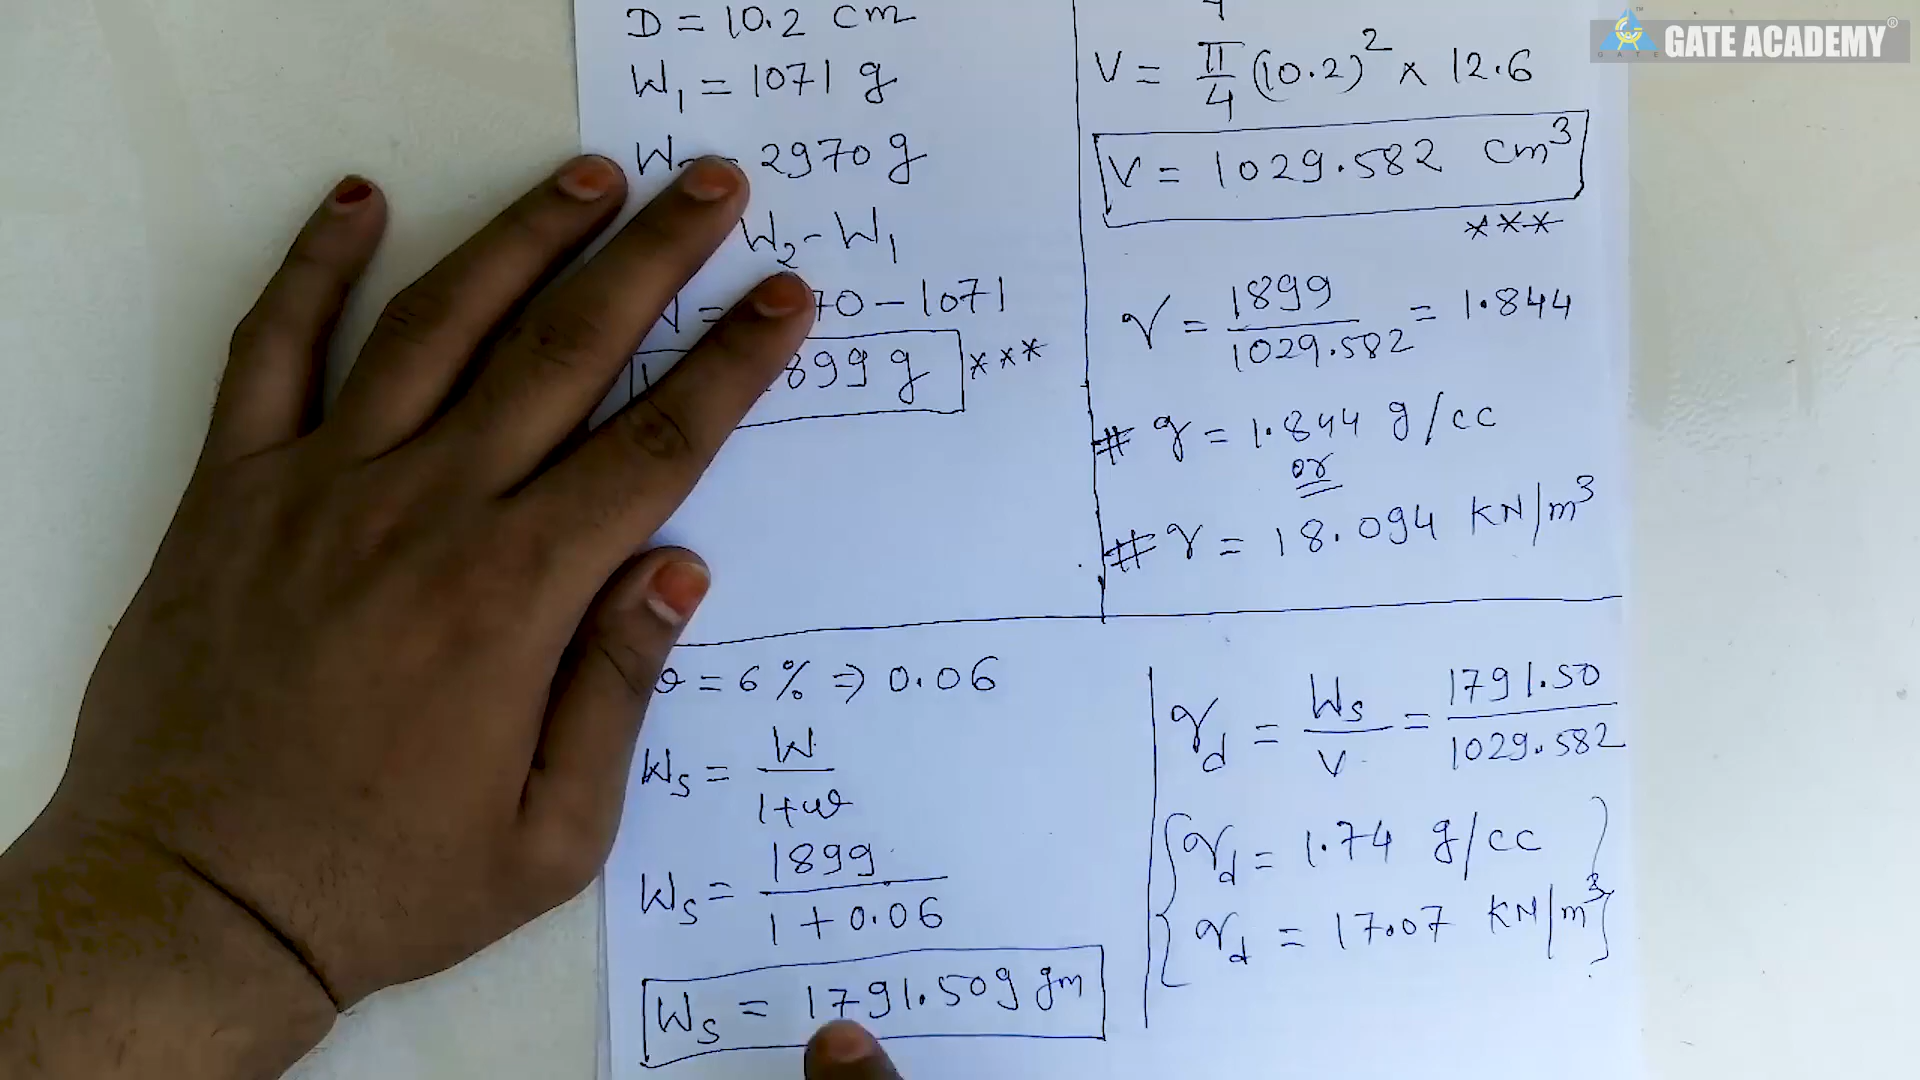 GATE ACADEMY®
GATE
D = 10.2 cm
W₁ = 1071 g
2970 g
W₂ - W₁
70 - 1071
899 g ***
V = π/4 (10.2)² × 12.6
V = 1029.582 cm³
***
γ = 1899/1029.582 = 1.844
# γ = 1.844 g/cc
or
# γ = 18.094 KN/m³
= 6% ⇒ 0.06
Ws = W/1+ω
Ws = 1899/1+0.06
Ws = 1791.509 gm
γd = Ws/V = 1791.50/1029.582
γd = 1.74 g/cc
γd = 17.07 KN/m³